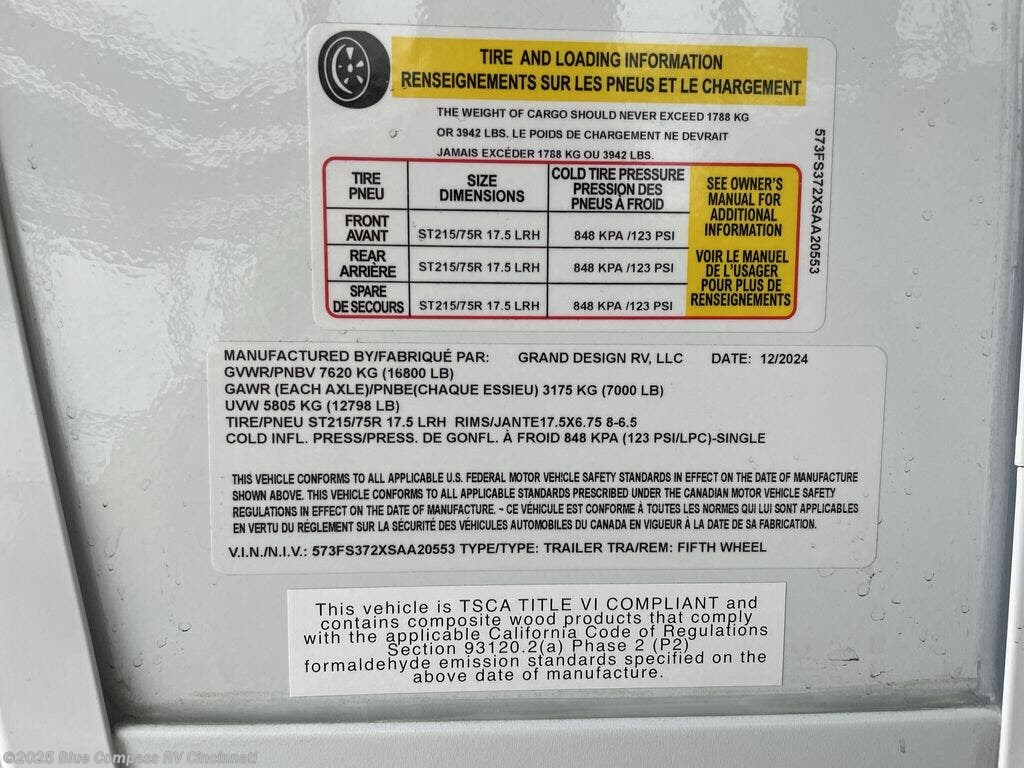 TIRE AND LOADING INFORMATION
RENSEIGNEMENTS SUR LES PNEUS ET LE CHARGEMENT
THE WEIGHT OF CARGO SHOULD NEVER EXCEED 1788 KG
OR 3942 LBS. LE POIDS DE CHARGEMENT NE DEVRAIT
JAMAIS EXCÉDER 1788 KG OU 3942 LBS.
TIRE
PNEU
SIZE
DIMENSIONS
COLD TIRE PRESSURE
PRESSION DES
PNEUS À FROID
FRONT
AVANT
ST215/75R 17.5 LRH
848 KPA /123 PSI
REAR
ARRIÈRE
ST215/75R 17.5 LRH
848 KPA /123 PSI
SPARE
DE SECOURS
ST215/75R 17.5 LRH
848 KPA /123 PSI
SEE OWNER'S
MANUAL FOR
ADDITIONAL
INFORMATION
VOIR LE MANUEL
DE L'USAGER
POUR PLUS DE
RENSEIGNEMENTS
573FS372XSAA20553
MANUFACTURED BY/FABRIQUÉ PAR: GRAND DESIGN RV, LLC DATE: 12/2024
GVWR/PNBV 7620 KG (16800 LB)
GAWR (EACH AXLE)/PNBE(CHAQUE ESSIEU) 3175 KG (7000 LB)
UVW 5805 KG (12798 LB)
TIRE/PNEU ST215/75R 17.5 LRH RIMS/JANTE17.5X6.75 8-6.5
COLD INFL. PRESS/PRESS. DE GONFL. À FROID 848 KPA (123 PSI/LPC)-SINGLE
THIS VEHICLE CONFORMS TO ALL APPLICABLE U.S. FEDERAL MOTOR VEHICLE SAFETY STANDARDS IN EFFECT ON THE DATE OF MANUFACTURE
SHOWN ABOVE. THIS VEHICLE CONFORMS TO ALL APPLICABLE STANDARDS PRESCRIBED UNDER THE CANADIAN MOTOR VEHICLE SAFETY
REGULATIONS IN EFFECT ON THE DATE OF MANUFACTURE. ~ CE VÉHICULE EST CONFORME À TOUTES LES NORMES QUI LUI SONT APPLICABLES
EN VERTU DU RÉGLEMENT SUR LA SÉCURITÉ DES VÉHICULES AUTOMOBILES DU CANADA EN VIGUEUR À LA DATE DE SA FABRICATION.
V.I.N./N.I.V.: 573FS372XSAA20553 TYPE/TYPE: TRAILER TRA/REM: FIFTH WHEEL
This vehicle is TSCA TITLE VI COMPLIANT and
contains composite wood products that comply
with the applicable California Code of Regulations
Section 93120.2(a) Phase 2 (P2)
formaldehyde emission standards specified on the
above date of manufacture.
©2025 Blue Compass RV Cincinnati